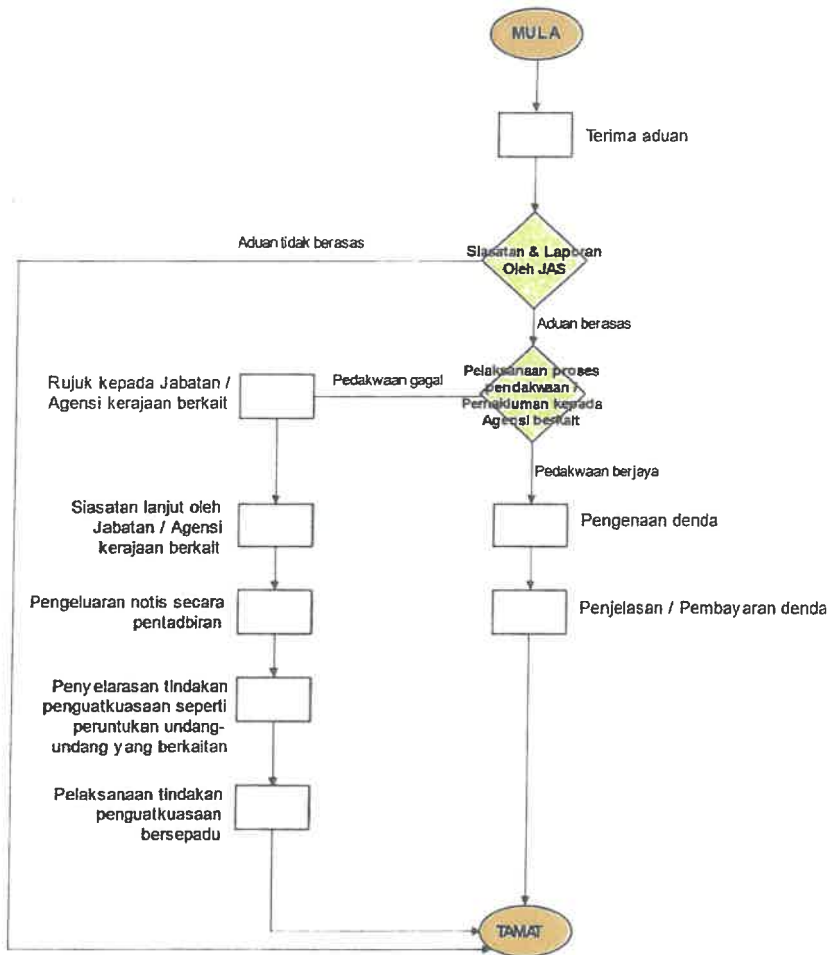 MULA
Terima aduan
Aduan tidak berasas
Siasatan & Laporan
Oleh JAS
Aduan berasas
Pelaksanaan proses
pendakwaan /
Pemakluman kepada
Agensi berkait
Pedakwaan gagal
Rujuk kepada Jabatan /
Agensi kerajaan berkait
Pedakwaan berjaya
Siasatan lanjut oleh
Jabatan / Agensi
kerajaan berkait
Pengenaan denda
Pengeluaran notis secara
pentadbiran
Penjelasan / Pembayaran denda
Penyelarasan tindakan
penguatkuasaan seperti
peruntukan undang-
undang yang berkaitan
Pelaksanaan tindakan
penguatkuasaan
bersepadu
TAMAT